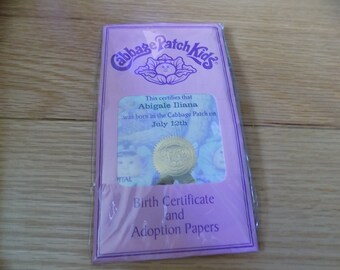 Cabbage Patch Kids
This certifies that
Abigale Iliana
was born in the Cabbage Patch on
July 12th
Birth Certificate
and
Adoption Papers